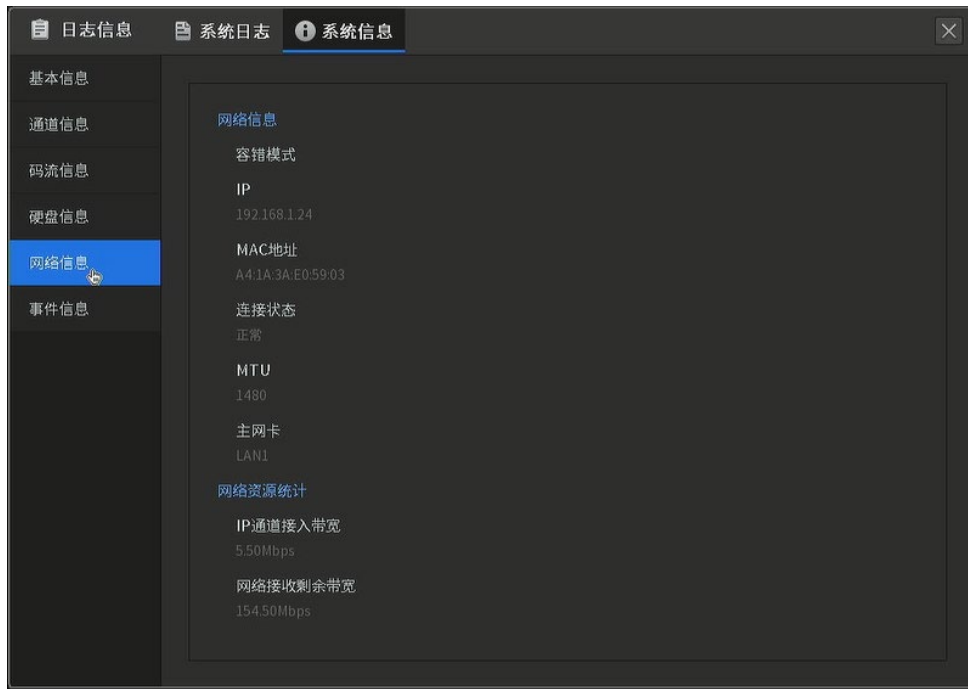 日志信息
系统日志
系统信息
基本信息
通道信息
码流信息
硬盘信息
网络信息
事件信息
网络信息
容错模式
IP
192.168.1.24
MAC地址
A4:1A:3A:E0:59:03
连接状态
正常
MTU
1480
主网卡
LAN1
网络资源统计
IP通道接入带宽
5.50Mbps
网络接收剩余带宽
154.50Mbps